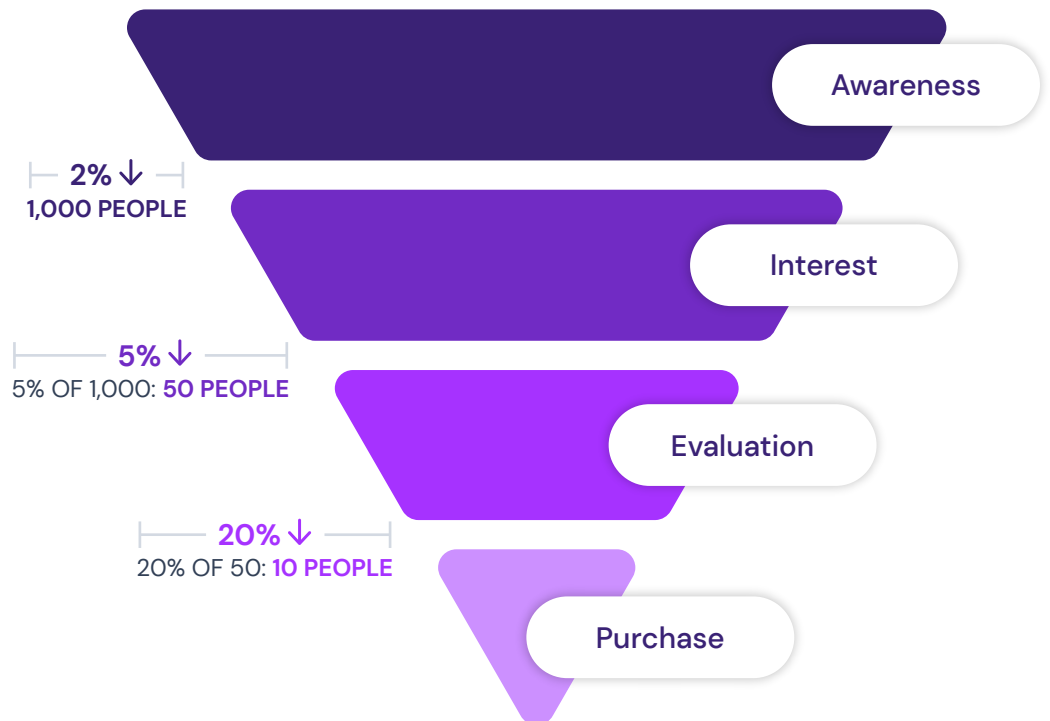 Awareness
2%
1,000 PEOPLE
Interest
5%
5% OF 1,000: 50 PEOPLE
Evaluation
20%
20% OF 50: 10 PEOPLE
Purchase